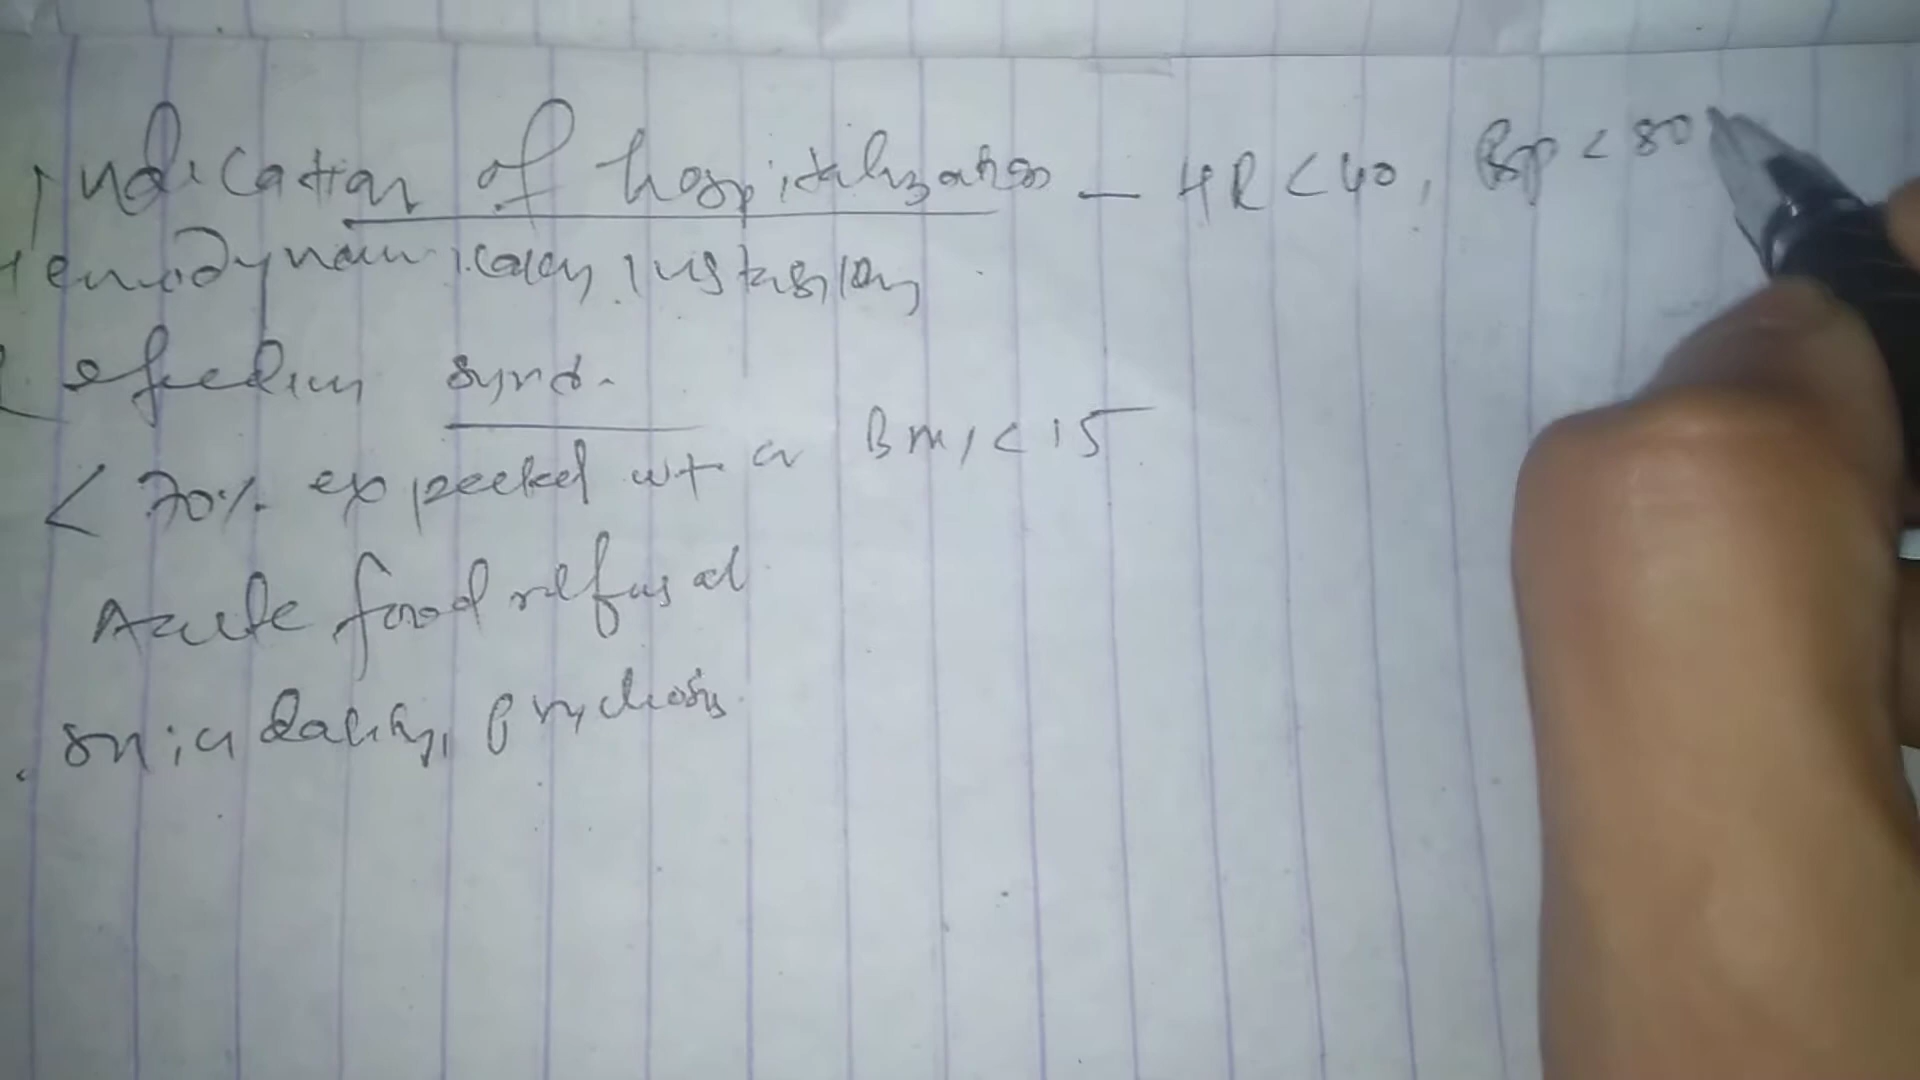 Indication of hospitalization - HR < 40, BP < 80
Hemodynamically instability
Refeeding synd.
< 70% expected wt or BMI < 15
Acute food refusal
suicidality, psychosis